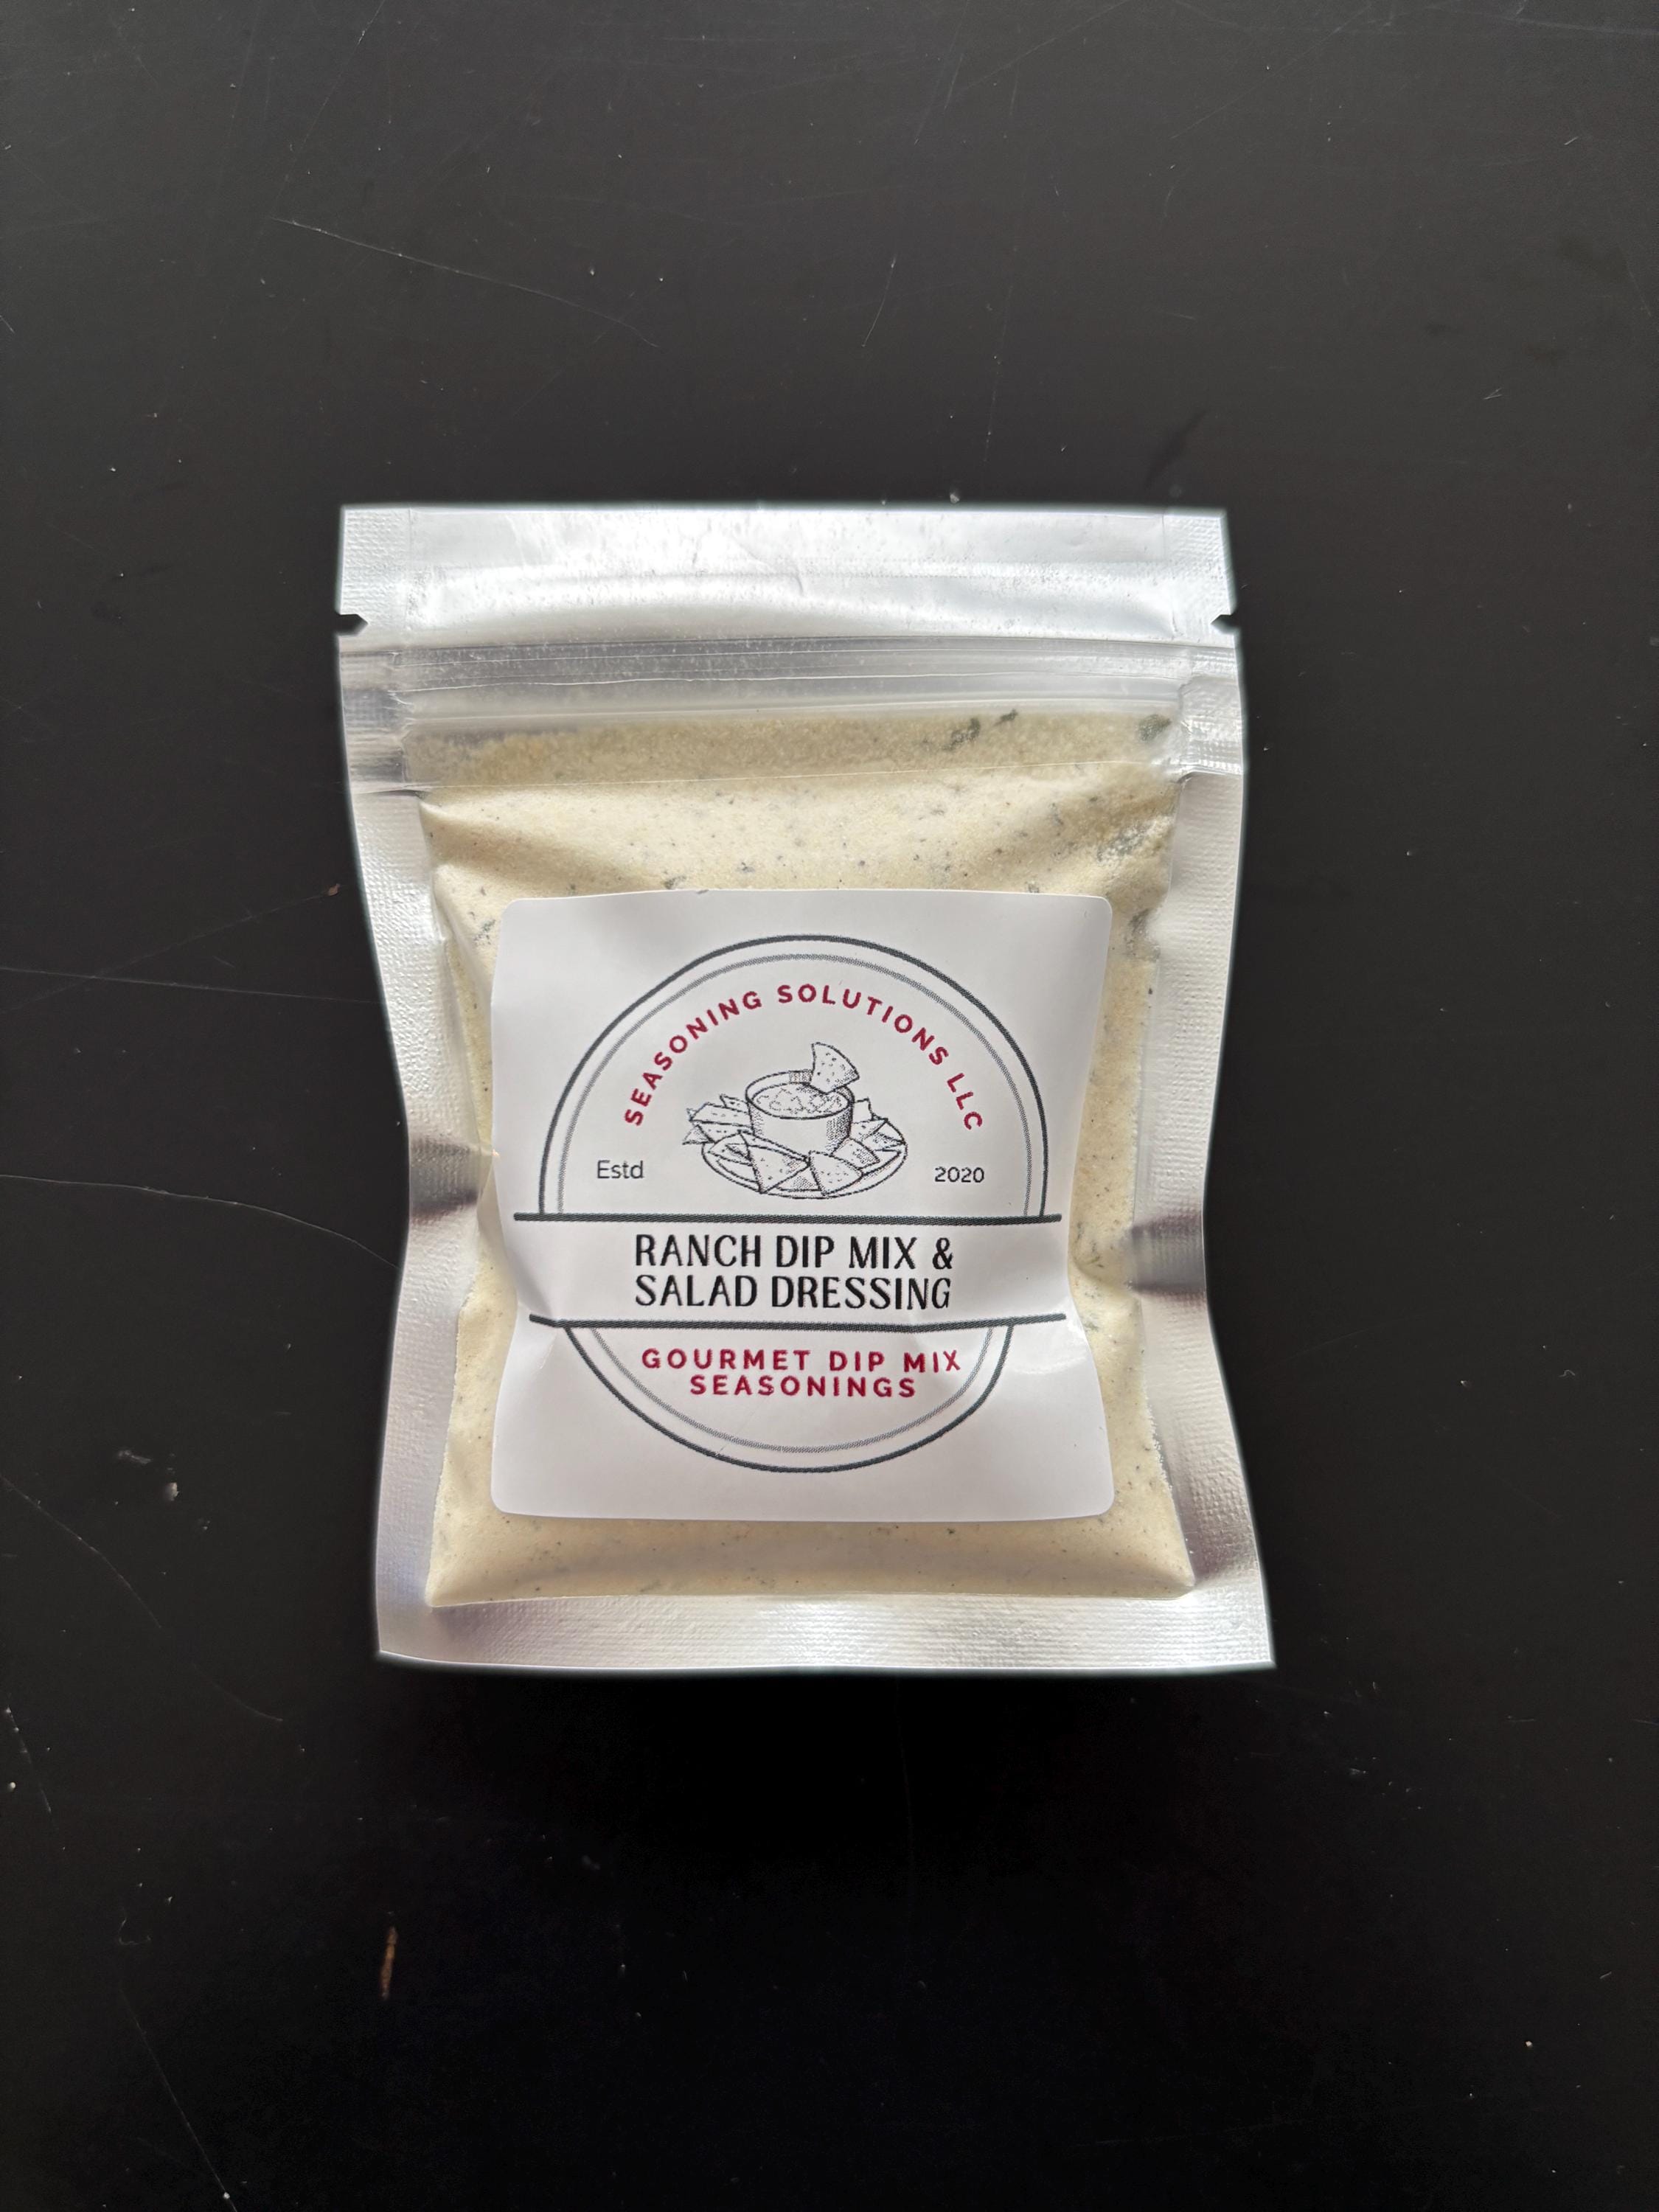 SEASONING SOLUTIONS LLC
Estd 2020
RANCH DIP MIX &
SALAD DRESSING
GOURMET DIP MIX
SEASONINGS